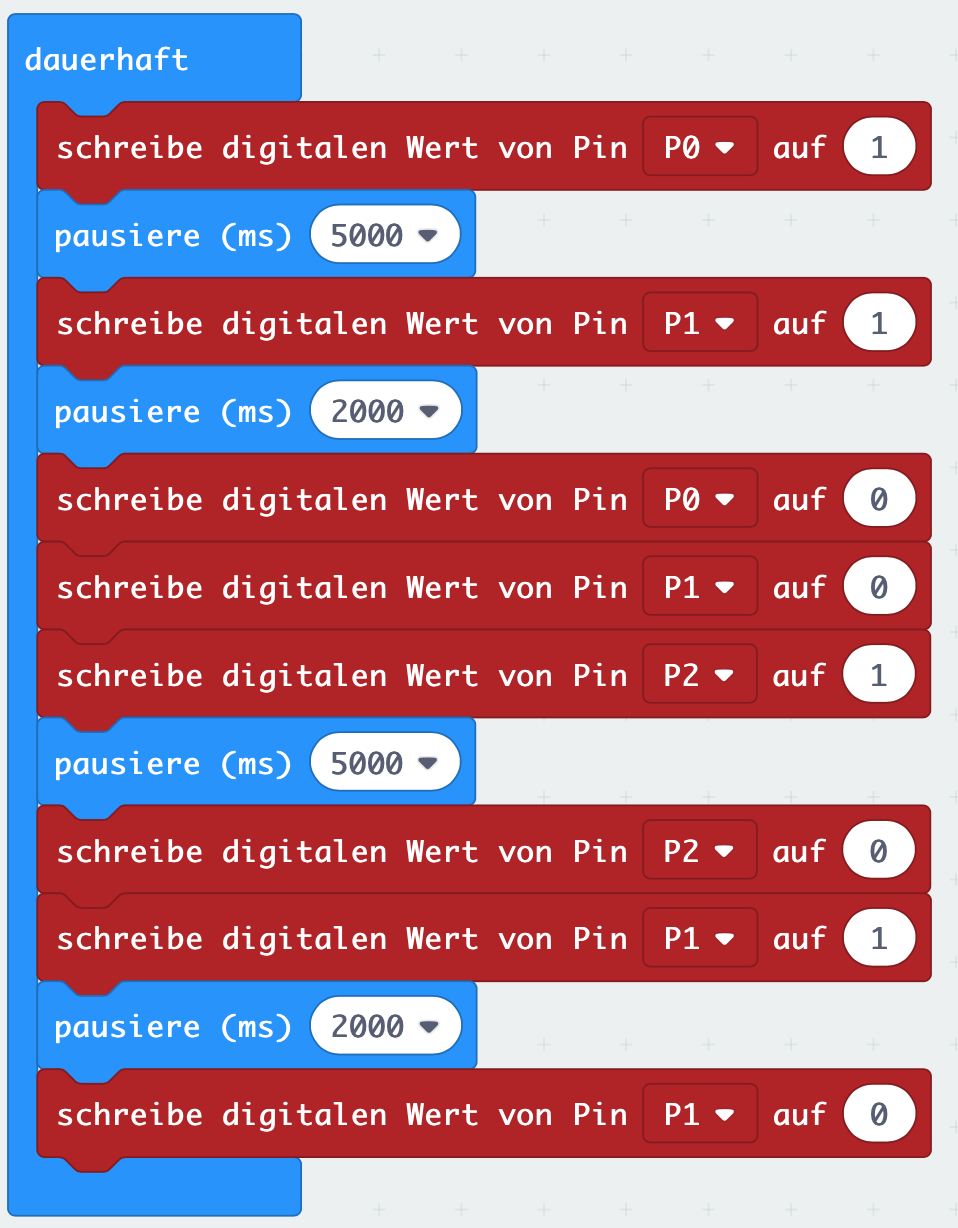 dauerhaft
schreibe digitalen Wert von Pin P0 auf 1
pausiere (ms) 5000
schreibe digitalen Wert von Pin P1 auf 1
pausiere (ms) 2000
schreibe digitalen Wert von Pin P0 auf 0
schreibe digitalen Wert von Pin P1 auf 0
schreibe digitalen Wert von Pin P2 auf 1
pausiere (ms) 5000
schreibe digitalen Wert von Pin P2 auf 0
schreibe digitalen Wert von Pin P1 auf 1
pausiere (ms) 2000
schreibe digitalen Wert von Pin P1 auf 0